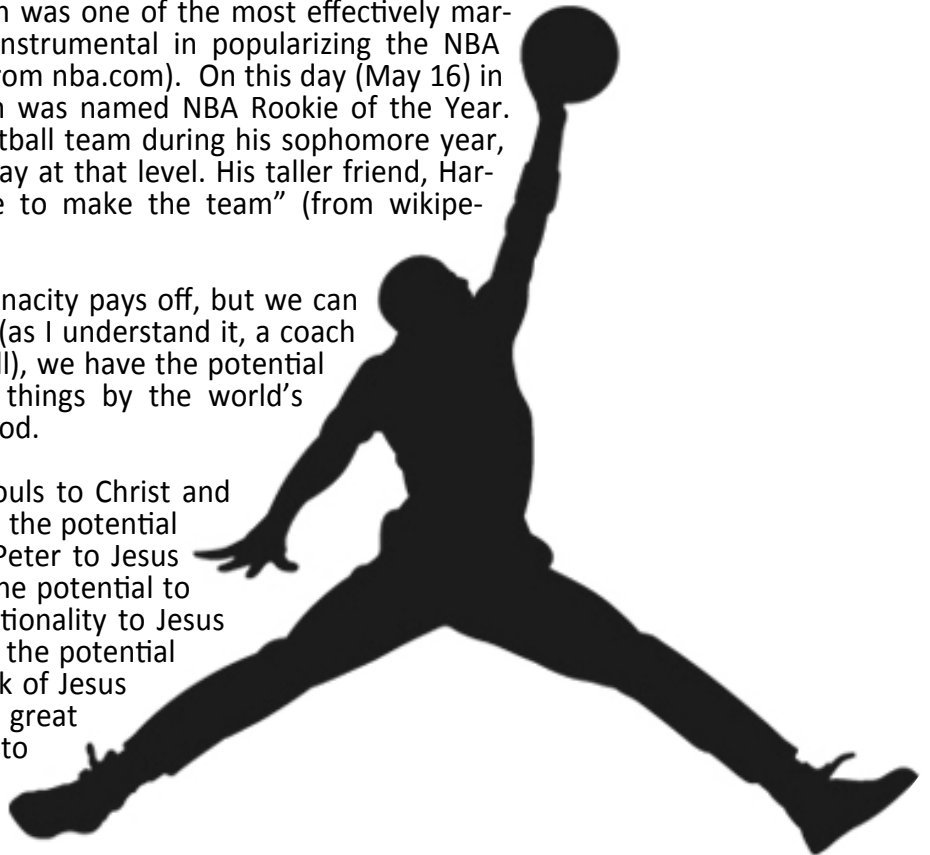 was one of the most effectively mar-
nstrumental in popularizing the NBA
rom nba.com). On this day (May 16) in
was named NBA Rookie of the Year.
tball team during his sophomore year,
ay at that level. His taller friend, Har-
e to make the team” (from wikipe-
nacity pays off, but we can
(as I understand it, a coach
ll), we have the potential
things by the world’s
od.
ouls to Christ and
the potential
Peter to Jesus
he potential to
tionality to Jesus
the potential
k of Jesus
great
to